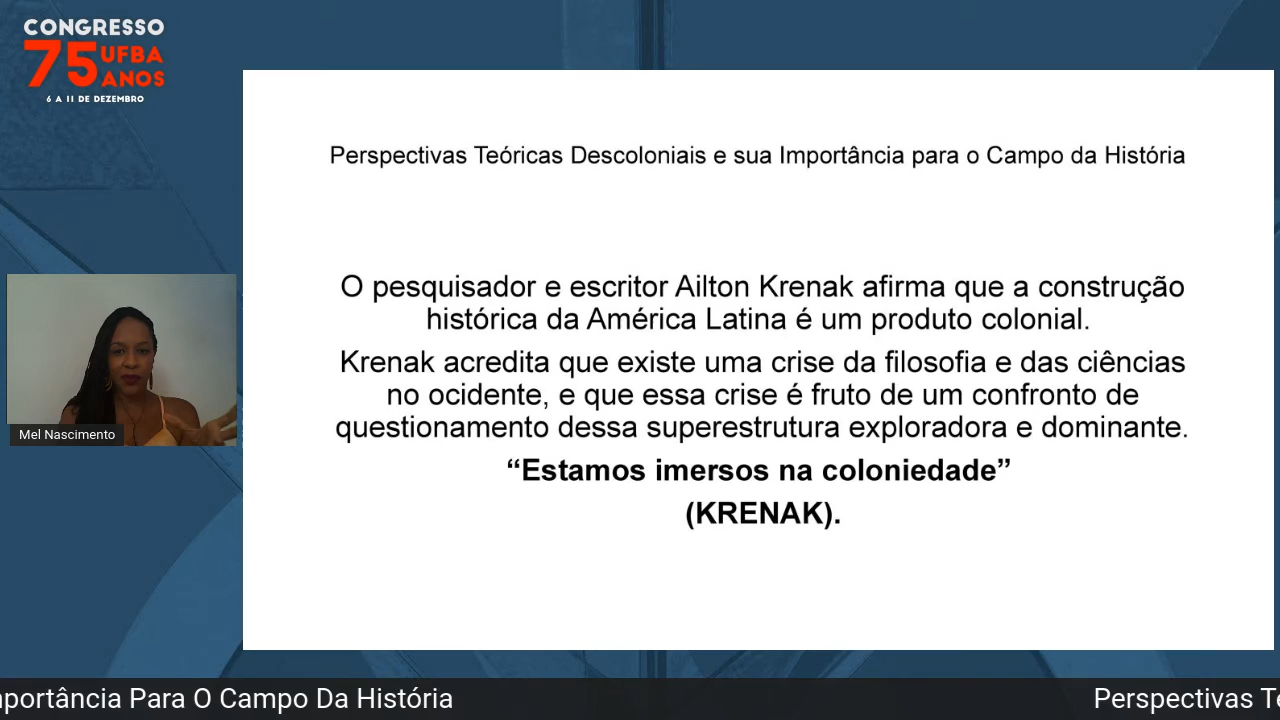 CONGRESSO
75 UFBA
ANOS
6 A 11 DE DEZEMBRO
Perspectivas Teóricas Descoloniais e sua Importância para o Campo da História
O pesquisador e escritor Ailton Krenak afirma que a construção
histórica da América Latina é um produto colonial.
Krenak acredita que existe uma crise da filosofia e das ciências
no ocidente, e que essa crise é fruto de um confronto de
questionamento dessa superestrutura exploradora e dominante.
“Estamos imersos na coloniedade”
(KRENAK).
Mel Nascimento
mportância Para O Campo Da História
Perspectivas Te